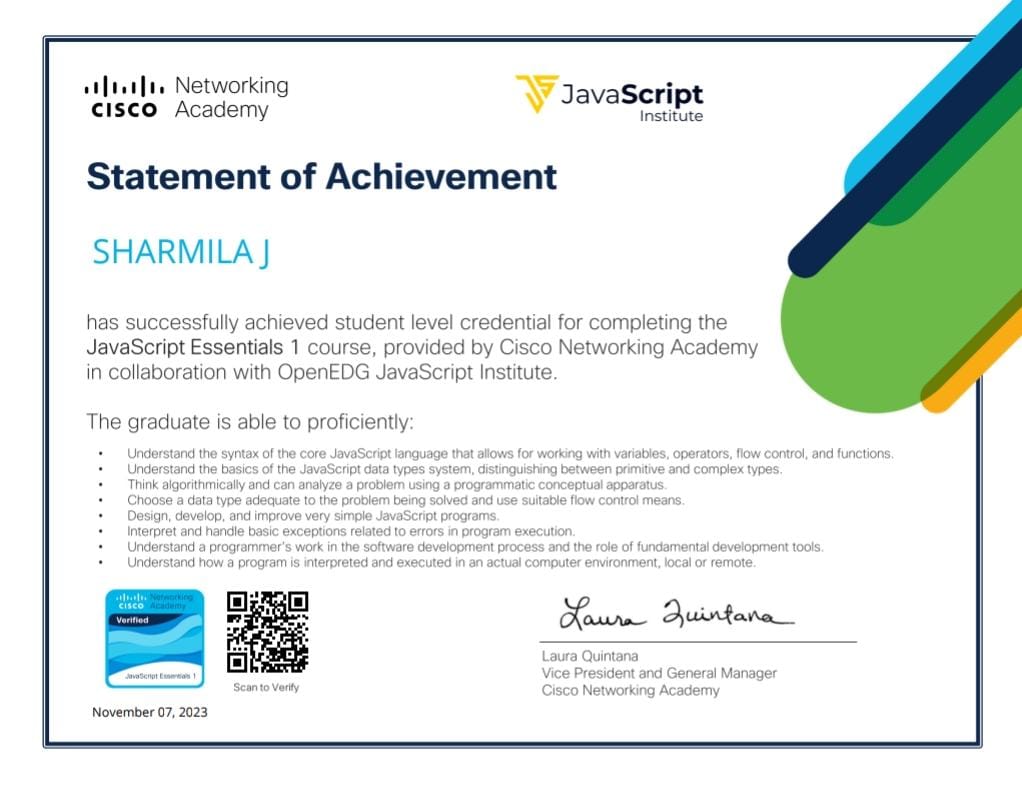 Networking
CISCO Academy
JavaScript
Institute
Statement of Achievement
SHARMILA J
has successfully achieved student level credential for completing the
JavaScript Essentials 1 course, provided by Cisco Networking Academy
in collaboration with OpenEDG JavaScript Institute.
The graduate is able to proficiently:
• Understand the syntax of the core JavaScript language that allows for working with variables, operators, flow control, and functions.
• Understand the basics of the JavaScript data types system, distinguishing between primitive and complex types.
• Think algorithmically and can analyze a problem using a programmatic conceptual apparatus.
• Choose a data type adequate to the problem being solved and use suitable flow control means.
• Design, develop, and improve very simple JavaScript programs.
• Interpret and handle basic exceptions related to errors in program execution.
• Understand a programmer's work in the software development process and the role of fundamental development tools.
• Understand how a program is interpreted and executed in an actual computer environment, local or remote.
Networking
CISCO Academy
Verified
JavaScript Essentials 1
Scan to Verify
November 07, 2023
Laura Quintana
Laura Quintana
Vice President and General Manager
Cisco Networking Academy